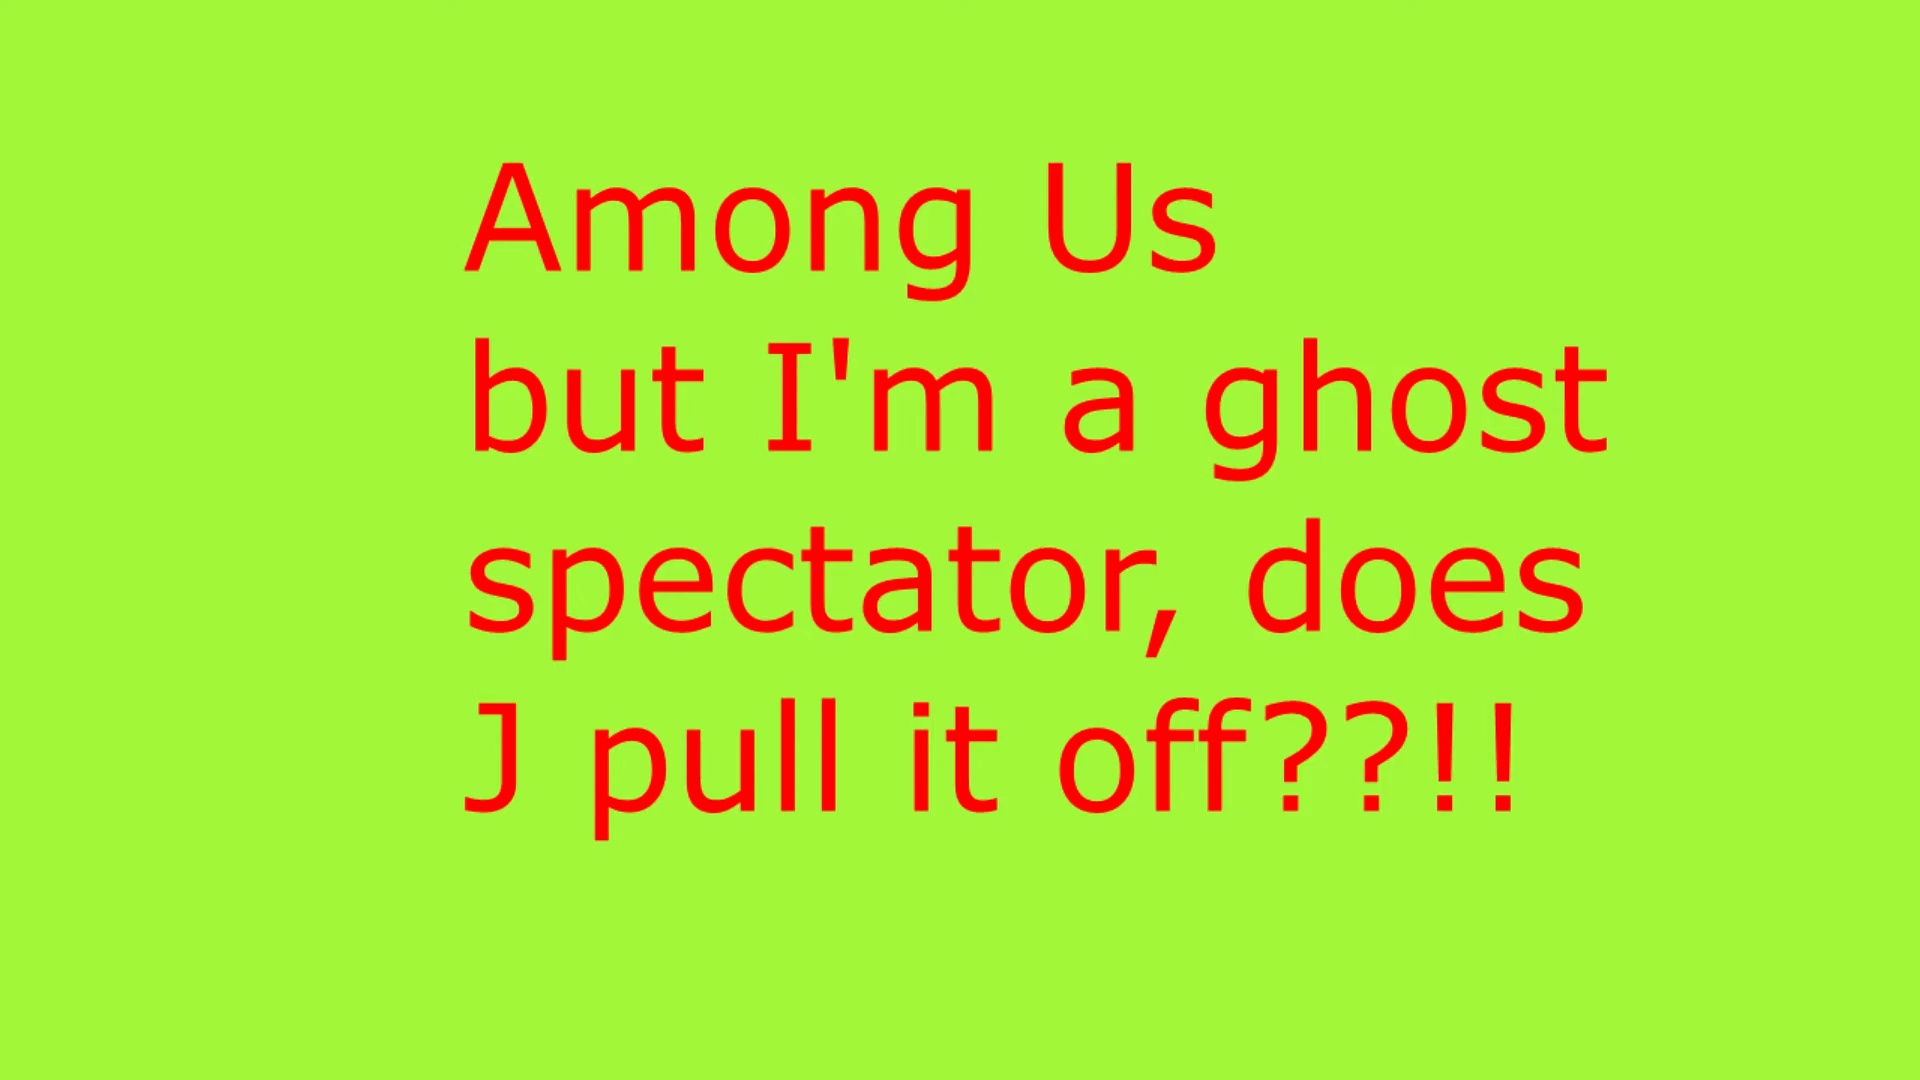 Among Us
but I'm a ghost
spectator, does
J pull it off??!!